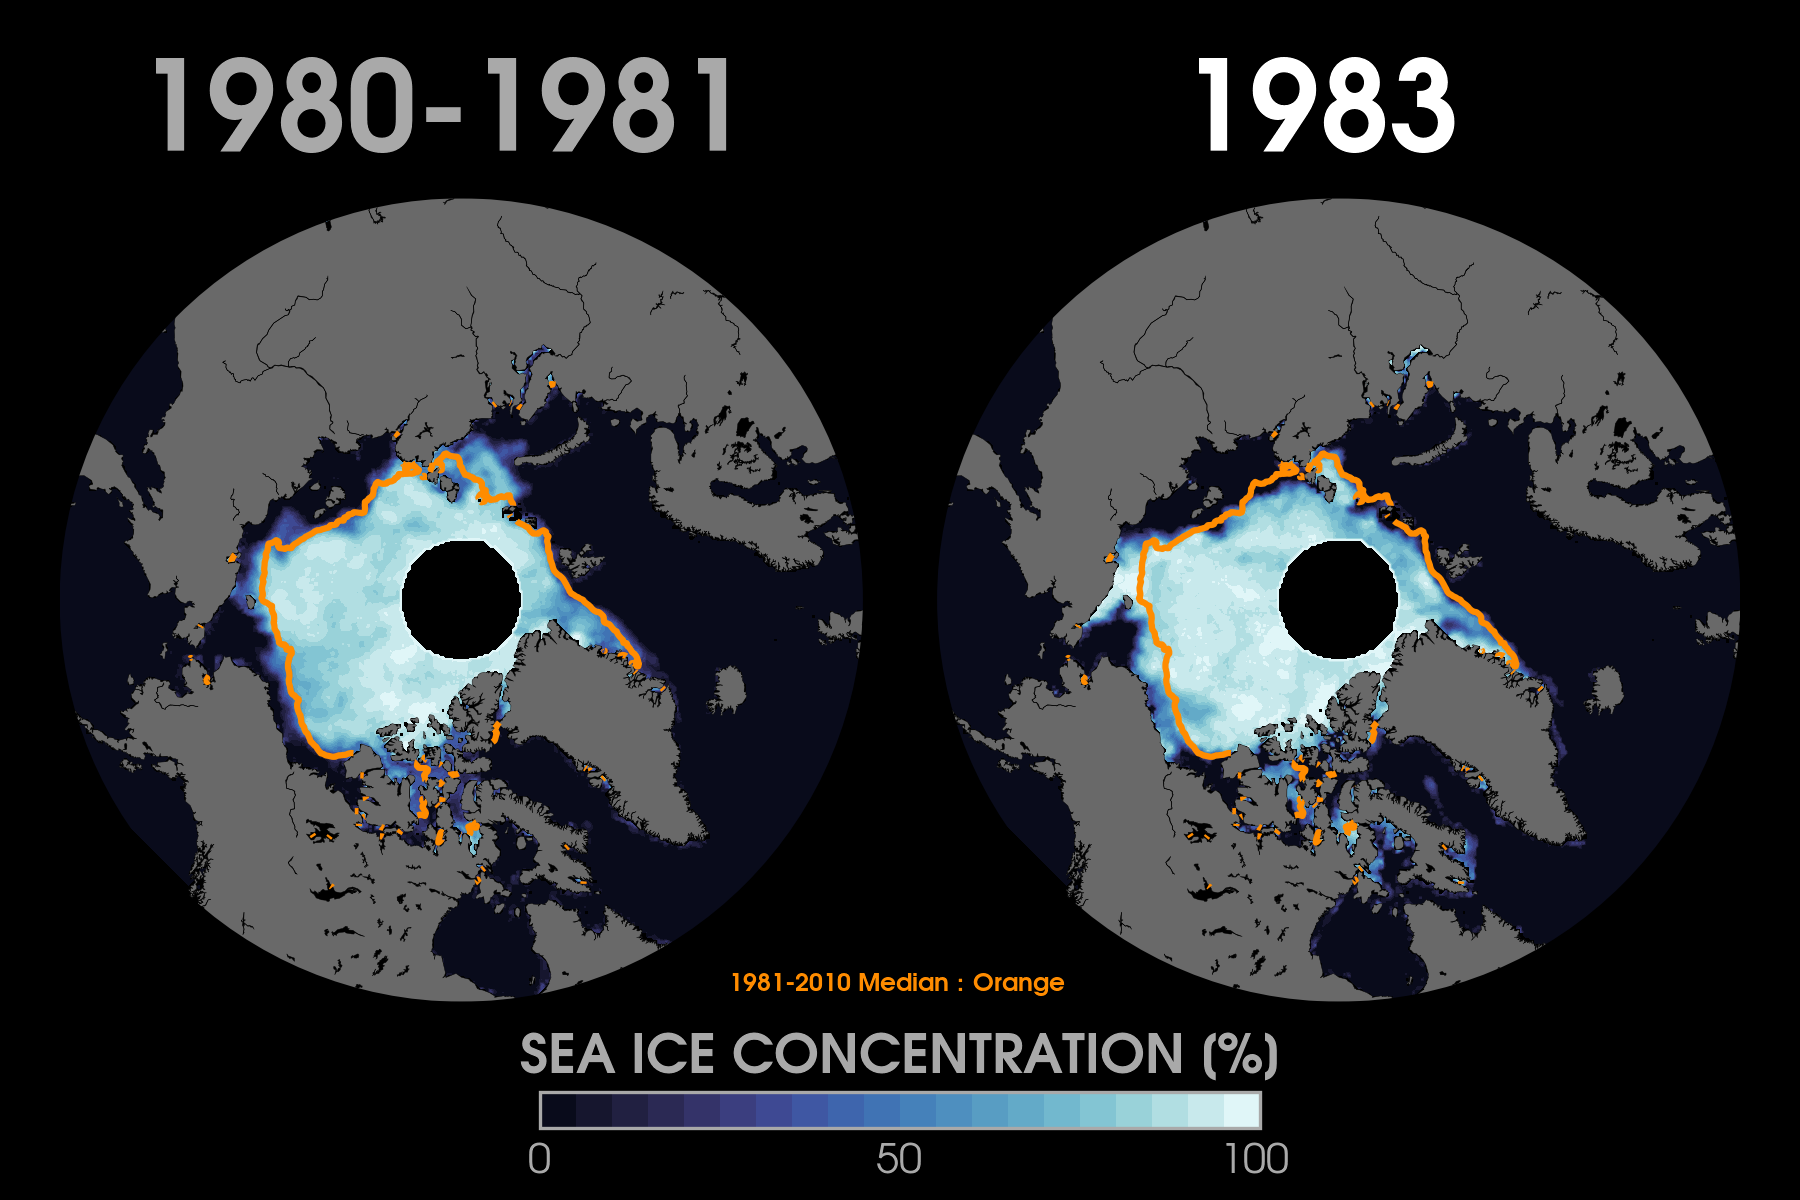 1980-1981
1983
1981-2010 Median : Orange
SEA ICE CONCENTRATION (%)
0 50 100